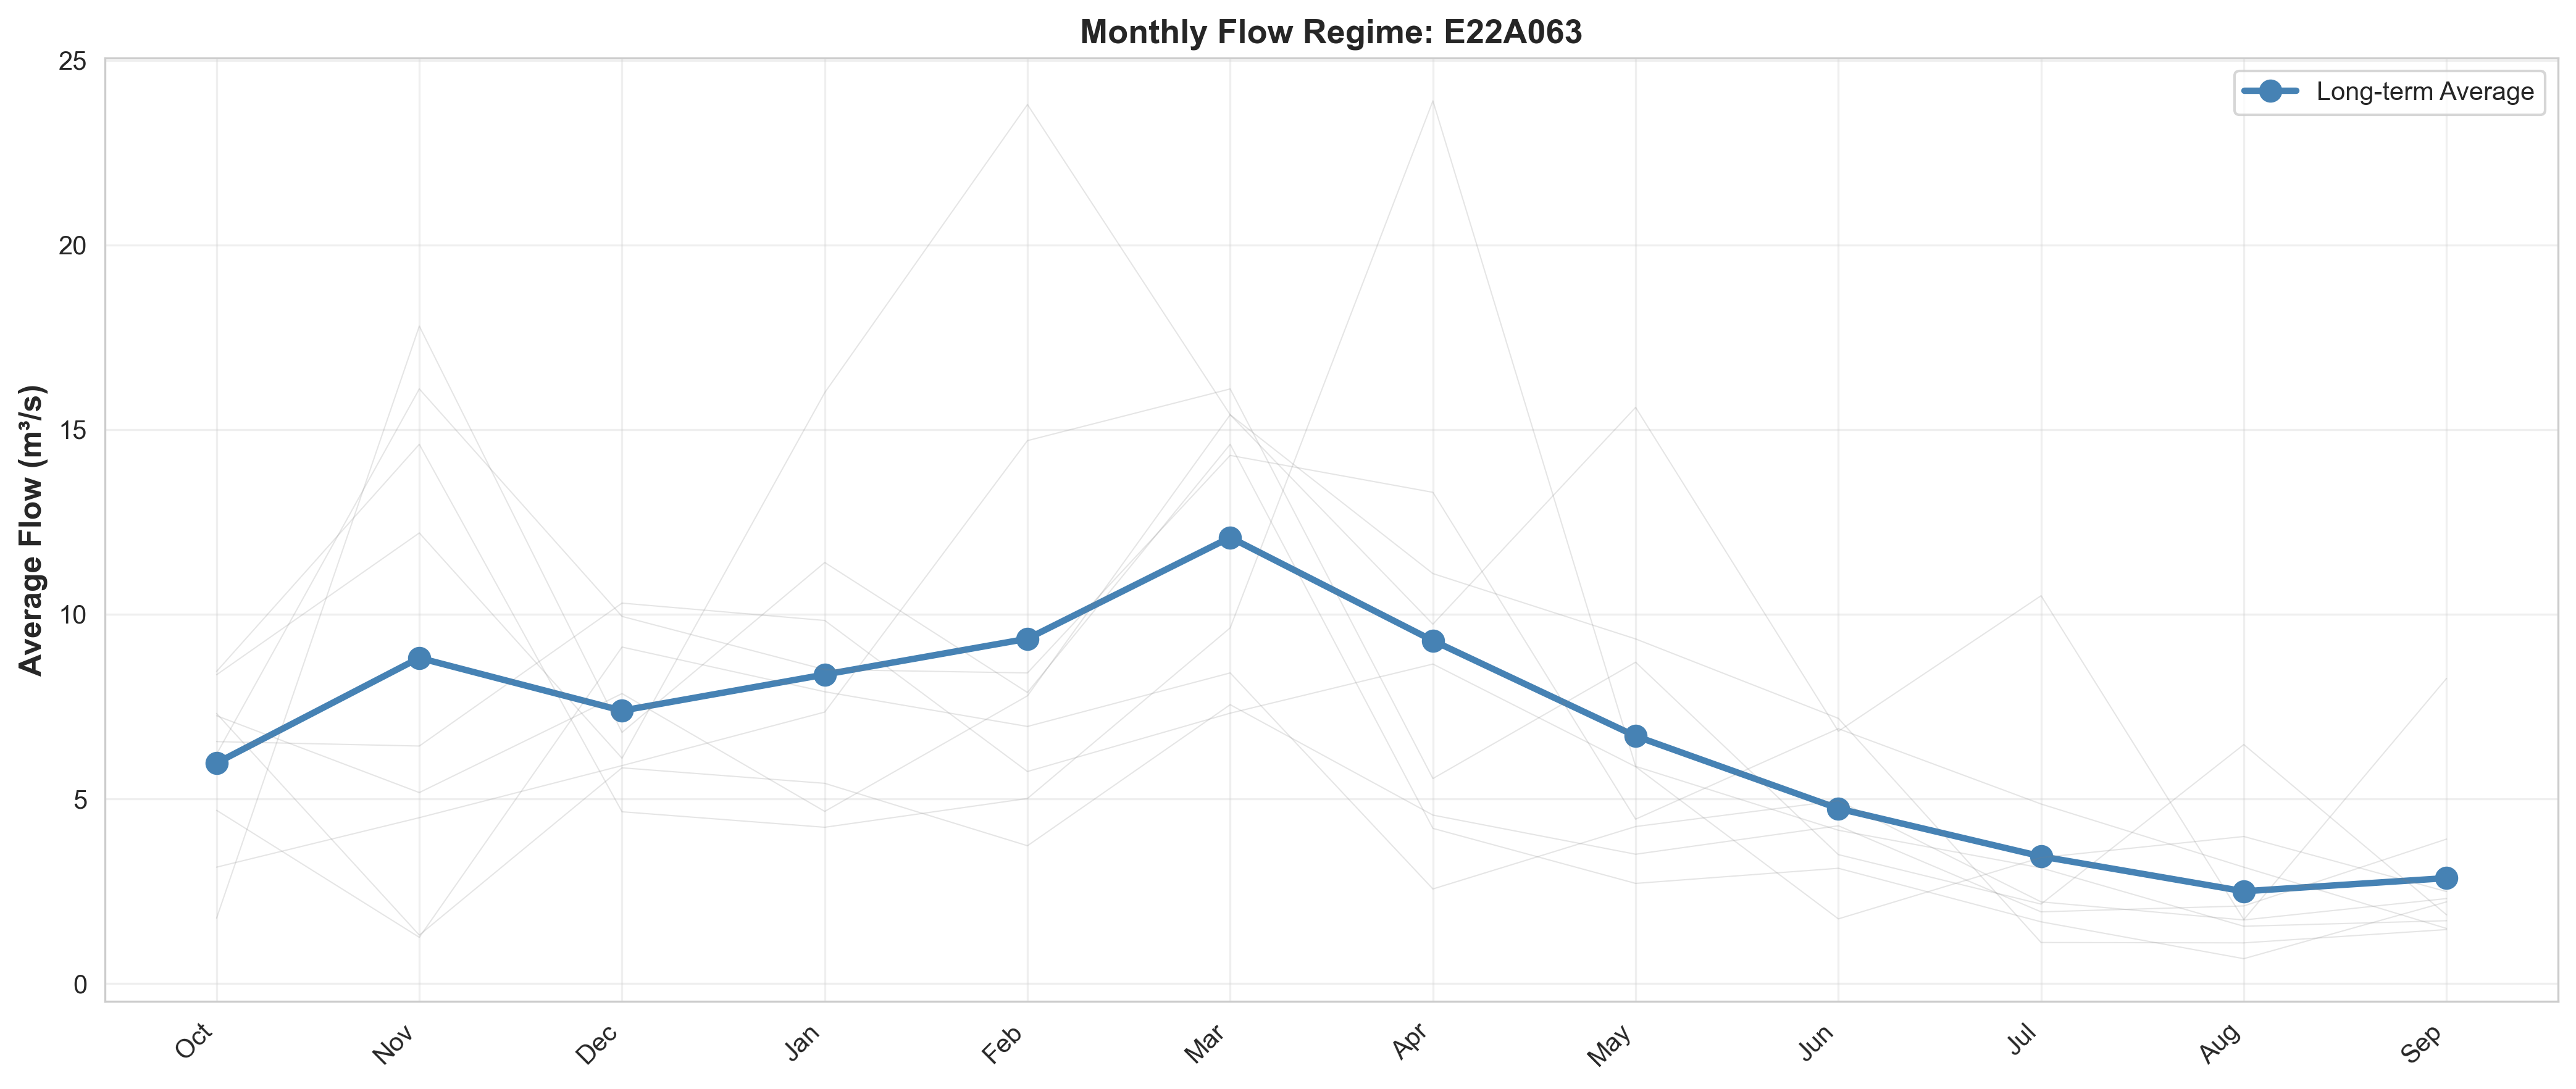 Monthly Flow Regime: E22A063
Long-term Average
Average Flow (m³/s)
25
20
15
10
5
0
Oct
Nov
Dec
Jan
Feb
Mar
Apr
May
Jun
Jul
Aug
Sep